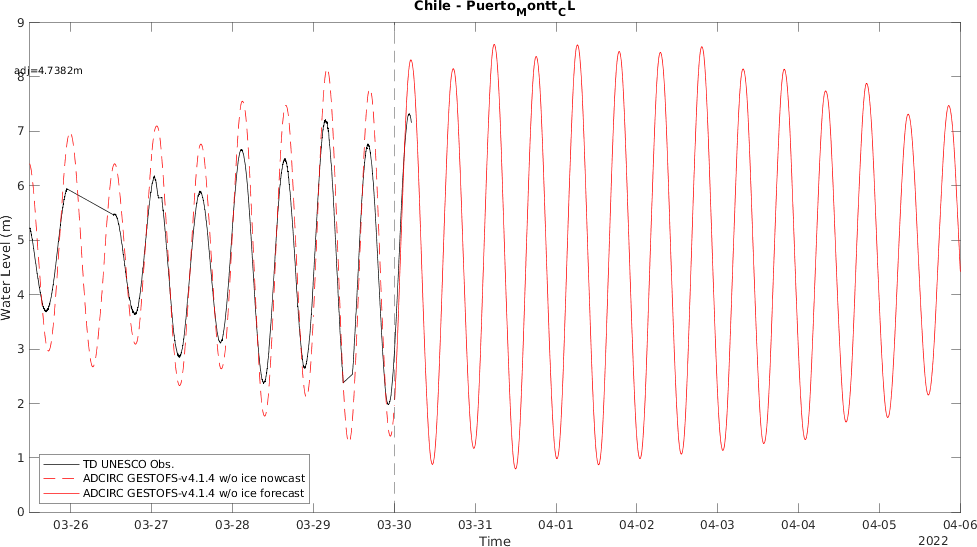 Chile - Puerto_Montt_CL
9
adj=4.7382m
8
7
6
5
4
3
2
1
0
Water Level (m)
TD UNESCO Obs.
ADCIRC GESTOFS-v4.1.4 w/o ice nowcast
ADCIRC GESTOFS-v4.1.4 w/o ice forecast
03-26 03-27 03-28 03-29 03-30 03-31 04-01 04-02 04-03 04-04 04-05 04-06
Time
2022